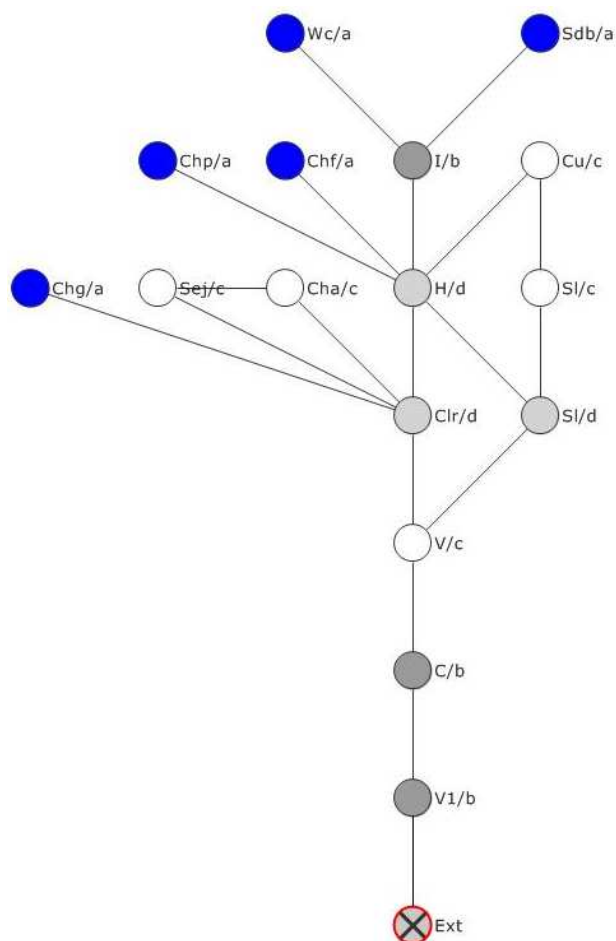 Wc/a
Sdb/a
Chp/a
Chf/a
I/b
Cu/c
Chg/a
Sej/c
Cha/c
H/d
Sl/c
Clr/d
Sl/d
V/c
C/b
V1/b
Ext